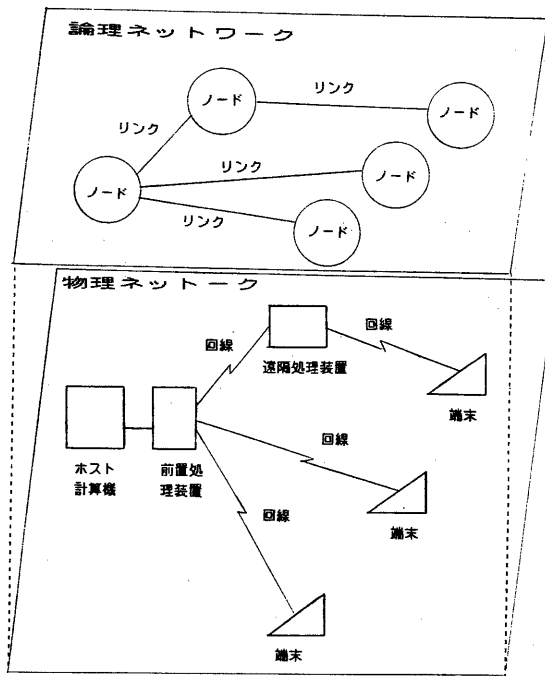 論理ネットワーク
ノード
リンク
ノード
リンク
ノード
リンク
ノード
リンク
ノード
物理ネットーク
回線
遠隔処理装置
回線
端末
ホスト
計算機
前置処
理装置
回線
端末
回線
端末